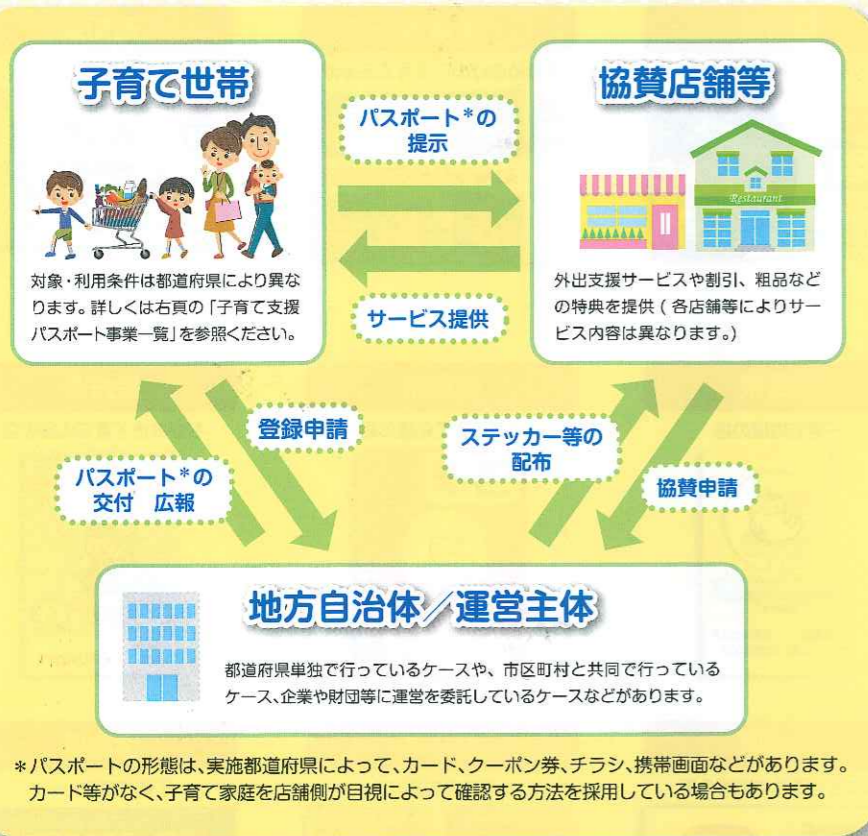 子育て世帯
協賛店舗等
パスポート*の
提示
Restaurant
対象・利用条件は都道府県により異な
ります。詳しくは右頁の「子育て支援
パスポート事業一覧」を参照ください。
サービス提供
外出支援サービスや割引、粗品など
の特典を提供(各店舗等によりサー
ビス内容は異なります。)
登録申請
ステッカー等の
配布
パスポート*の
交付 広報
協賛申請
地方自治体/運営主体
都道府県単独で行っているケースや、市区町村と共同で行っている
ケース、企業や財団等に運営を委託しているケースなどがあります。
*パスポートの形態は、実施都道府県によって、カード、クーポン券、チラシ、携帯画面などがあります。
カード等がなく、子育て家庭を店舗側が目視によって確認する方法を採用している場合もあります。